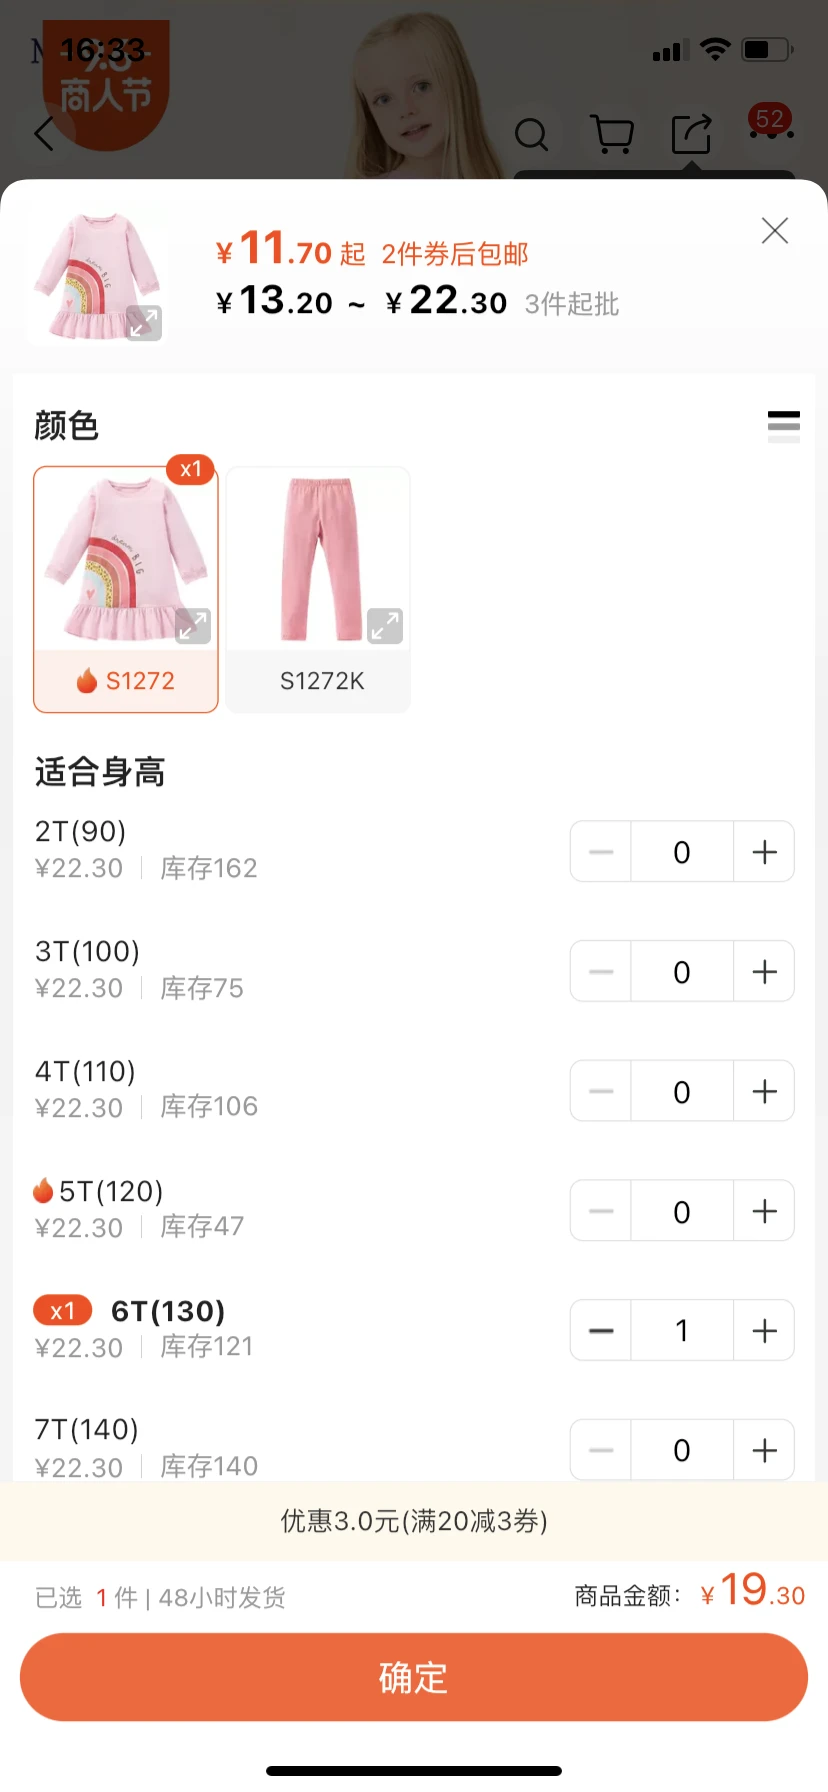 16:33
9.8
商人节
52
¥11.70起 2件券后包邮
¥13.20 ~ ¥22.30 3件起批
颜色
x1
dream BIG
S1272
S1272K
适合身高
2T(90)
¥22.30 库存162
0
3T(100)
¥22.30 库存75
0
4T(110)
¥22.30 库存106
0
5T(120)
¥22.30 库存47
0
x1 6T(130)
¥22.30 库存121
1
7T(140)
¥22.30 库存140
0
优惠3.0元(满20减3券)
已选 1 件 | 48小时发货
商品金额: ¥19.30
确定